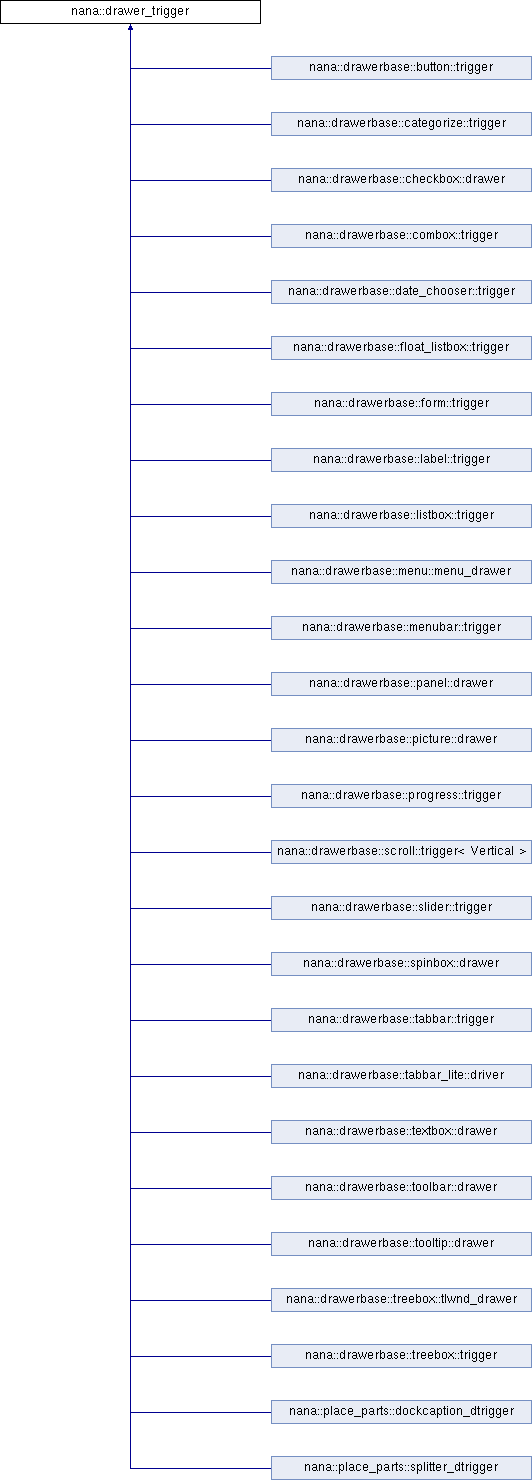 nana::drawer_trigger
nana::drawerbase::button::trigger
nana::drawerbase::categorize::trigger
nana::drawerbase::checkbox::drawer
nana::drawerbase::combox::trigger
nana::drawerbase::date_chooser::trigger
nana::drawerbase::float_listbox::trigger
nana::drawerbase::form::trigger
nana::drawerbase::label::trigger
nana::drawerbase::listbox::trigger
nana::drawerbase::menu::menu_drawer
nana::drawerbase::menubar::trigger
nana::drawerbase::panel::drawer
nana::drawerbase::picture::drawer
nana::drawerbase::progress::trigger
nana::drawerbase::scroll::trigger< Vertical >
nana::drawerbase::slider::trigger
nana::drawerbase::spinbox::drawer
nana::drawerbase::tabbar::trigger
nana::drawerbase::tabbar_lite::driver
nana::drawerbase::textbox::drawer
nana::drawerbase::toolbar::drawer
nana::drawerbase::tooltip::drawer
nana::drawerbase::treebox::tlwnd_drawer
nana::drawerbase::treebox::trigger
nana::place_parts::dockcaption_dtrigger
nana::place_parts::splitter_dtrigger